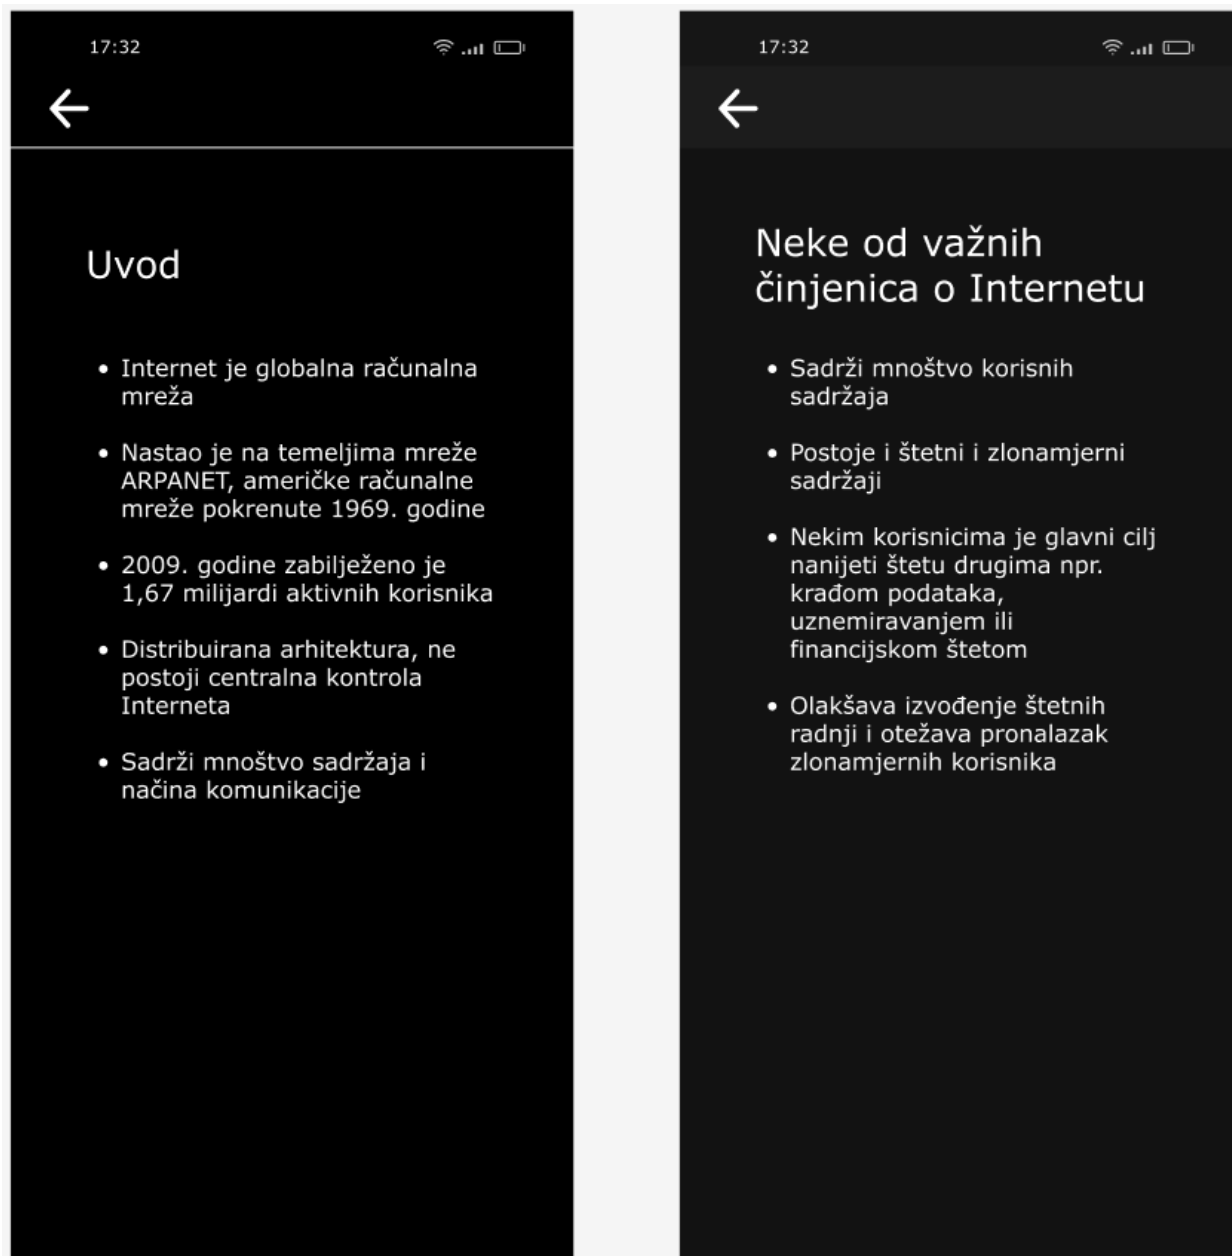 17:32
Uvod
• Internet je globalna računalna
mreža
• Nastao je na temeljima mreže
ARPANET, američke računalne
mreže pokrenute 1969. godine
• 2009. godine zabilježeno je
1,67 milijardi aktivnih korisnika
• Distribuirana arhitektura, ne
postoji centralna kontrola
Interneta
• Sadrži mnoštvo sadržaja i
načina komunikacije
17:32
Neke od važnih
činjenica o Internetu
• Sadrži mnoštvo korisnih
sadržaja
• Postoje i štetni i zlonamjerni
sadržaji
• Nekim korisnicima je glavni cilj
nanijeti štetu drugima npr.
krađom podataka,
uznemiravanjem ili
financijskom štetom
• Olakšava izvođenje štetnih
radnji i otežava pronalazak
zlonamjernih korisnika